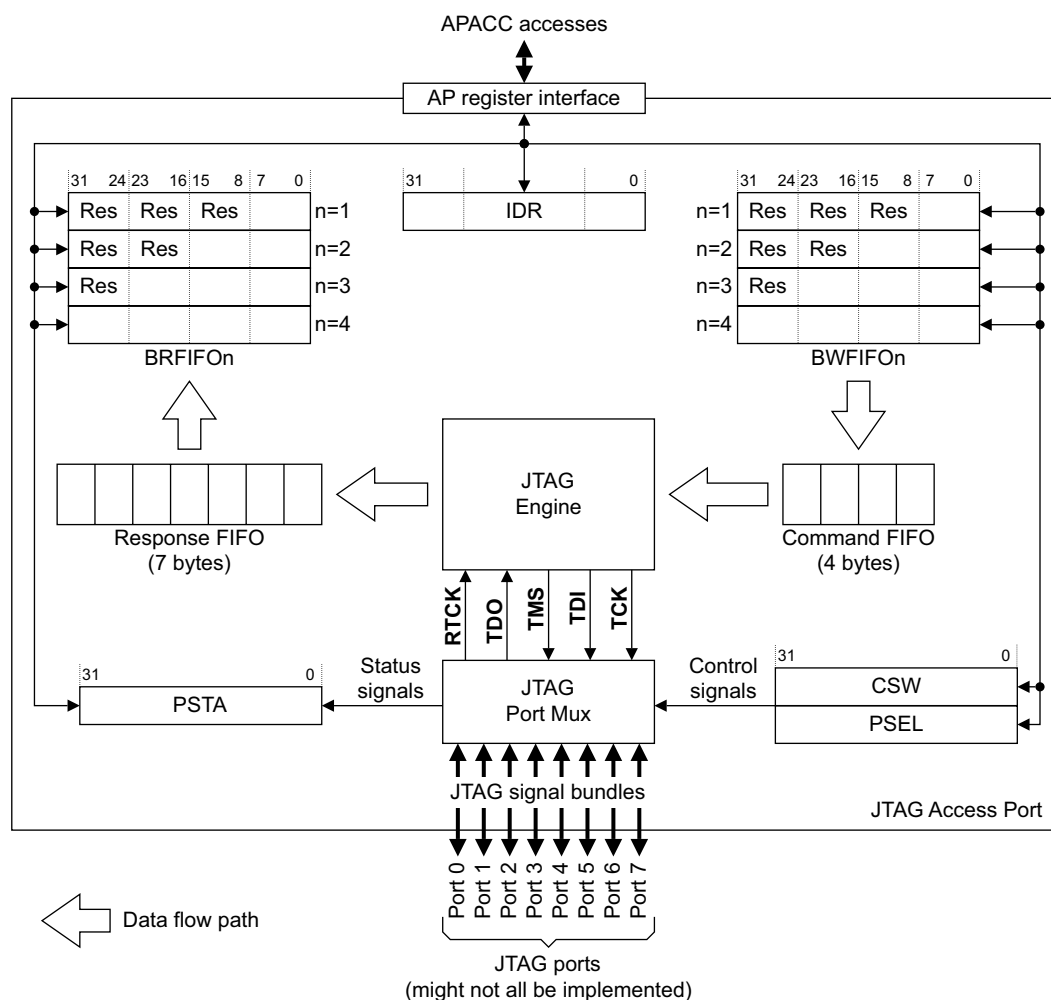 APACC accesses
AP register interface
31 24 23 16 15 8 7 0
31 0
31 24 23 16 15 8 7 0
Res Res Res n=1
IDR
n=1 Res Res Res
Res Res n=2
n=2 Res Res
Res n=3
n=3 Res
n=4
n=4
BRFIFOn
BWFIFOn
JTAG
Engine
Response FIFO
(7 bytes)
Command FIFO
(4 bytes)
RTCK
TDO
TMS
TDI
TCK
31 0
PSTA
Status
signals
JTAG
Port Mux
Control
signals
31 0
CSW
PSEL
JTAG signal bundles
JTAG Access Port
Port 0
Port 1
Port 2
Port 3
Port 4
Port 5
Port 6
Port 7
Data flow path
JTAG ports
(might not all be implemented)